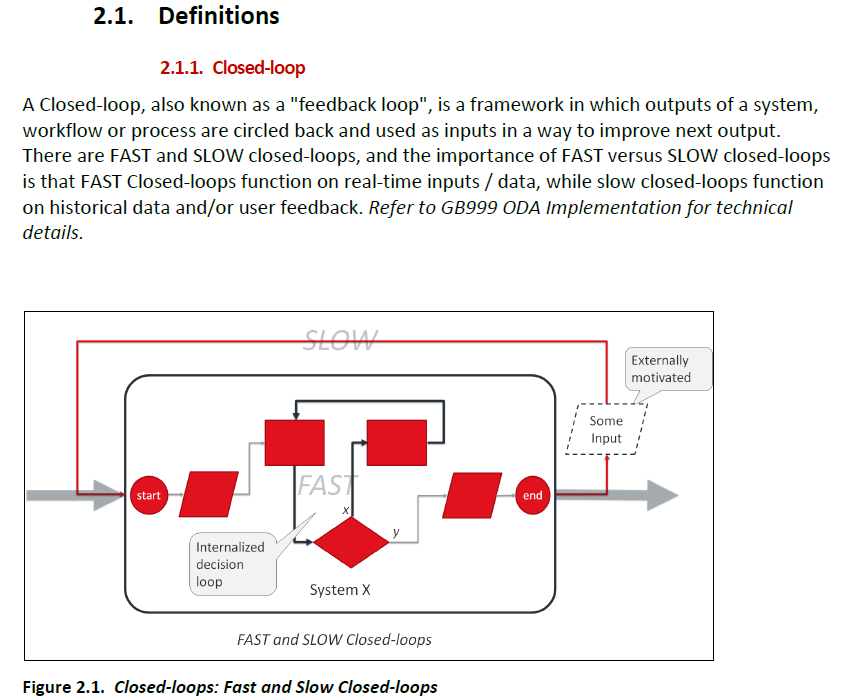 2.1. Definitions
2.1.1. Closed-loop
A Closed-loop, also known as a "feedback loop", is a framework in which outputs of a system,
workflow or process are circled back and used as inputs in a way to improve next output.
There are FAST and SLOW closed-loops, and the importance of FAST versus SLOW closed-loops
is that FAST Closed-loops function on real-time inputs / data, while slow closed-loops function
on historical data and/or user feedback. Refer to GB999 ODA Implementation for technical
details.
SLOW
Externally
motivated
Some
Input
FAST
start
end
x
y
Internalized
decision
loop
System X
FAST and SLOW Closed-loops
Figure 2.1. Closed-loops: Fast and Slow Closed-loops